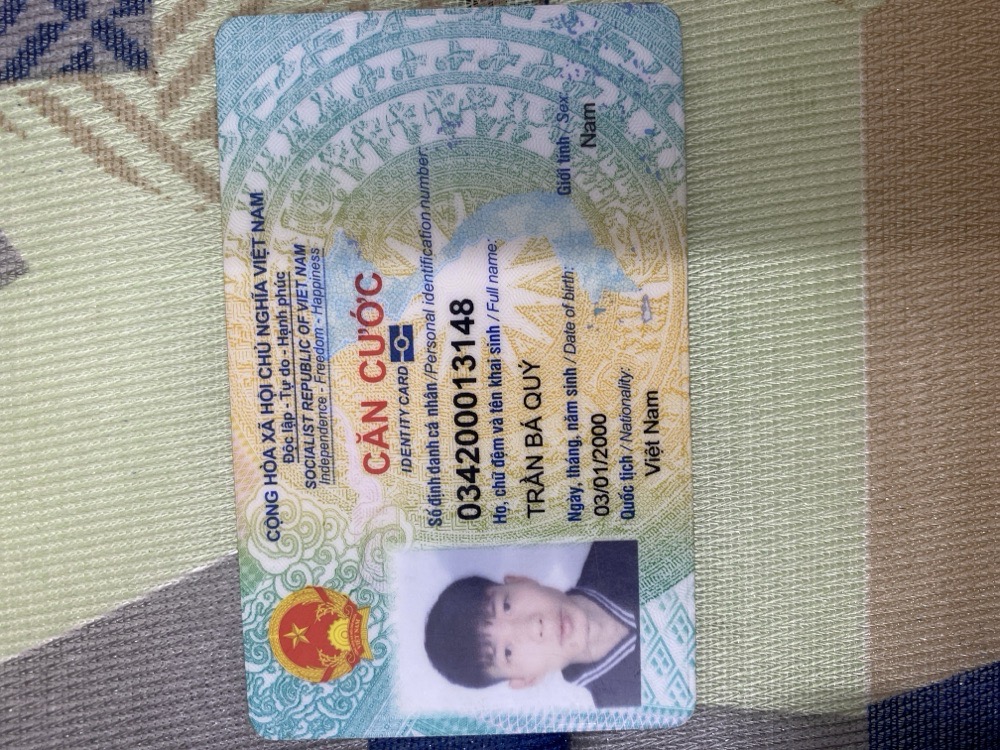 CỘNG HÒA XÃ HỘI CHỦ NGHĨA VIỆT NAM
Độc lập - Tự do - Hạnh phúc
SOCIALIST REPUBLIC OF VIET NAM
Independence - Freedom - Happiness
CĂN CƯỚC
IDENTITY CARD
Số định danh cá nhân / Personal identification number:
034200013148
Họ, chữ đệm và tên khai sinh / Full name:
TRẦN BÁ QUÝ
Ngày, tháng, năm sinh / Date of birth:
Giới tính / Sex:
03/01/2000
Nam
Quốc tịch / Nationality:
Việt Nam
VIỆT NAM